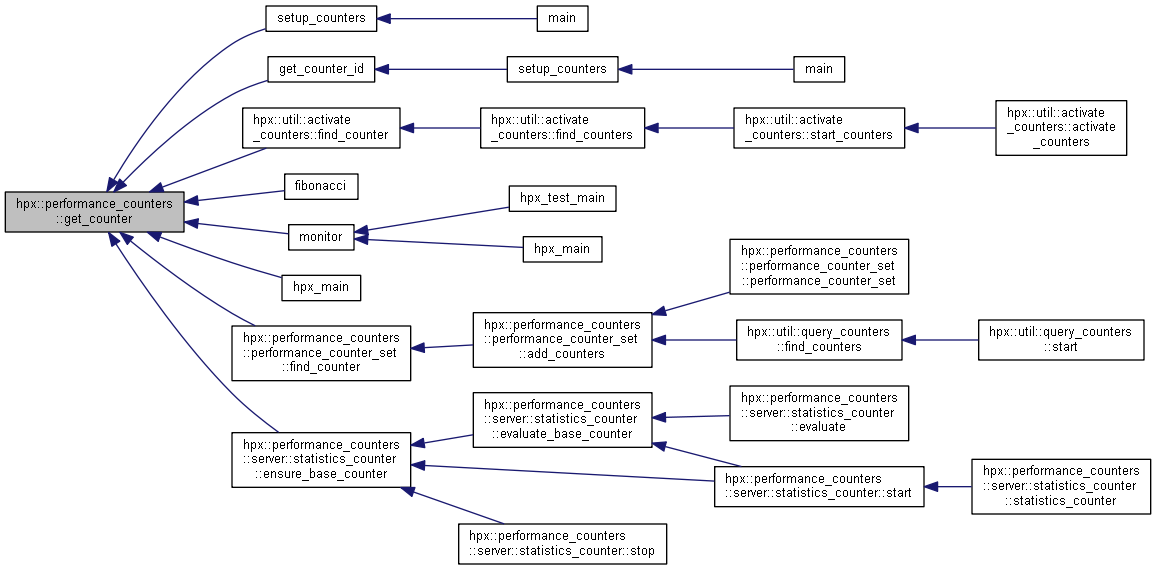 setup_counters
main
get_counter_id
setup_counters
main
hpx::util::activate
_counters::find_counter
hpx::util::activate
_counters::find_counters
hpx::util::activate
_counters::start_counters
hpx::util::activate
_counters::activate
_counters
fibonacci
hpx::performance_counters
::get_counter
monitor
hpx_test_main
hpx_main
hpx_main
hpx::performance_counters
::performance_counter_set
::find_counter
hpx::performance_counters
::performance_counter_set
::add_counters
hpx::performance_counters
::performance_counter_set
::performance_counter_set
hpx::util::query_counters
::find_counters
hpx::util::query_counters
::start
hpx::performance_counters
::server::statistics_counter
::ensure_base_counter
hpx::performance_counters
::server::statistics_counter
::evaluate_base_counter
hpx::performance_counters
::server::statistics_counter
::evaluate
hpx::performance_counters
::server::statistics_counter::start
hpx::performance_counters
::server::statistics_counter
::statistics_counter
hpx::performance_counters
::server::statistics_counter::stop